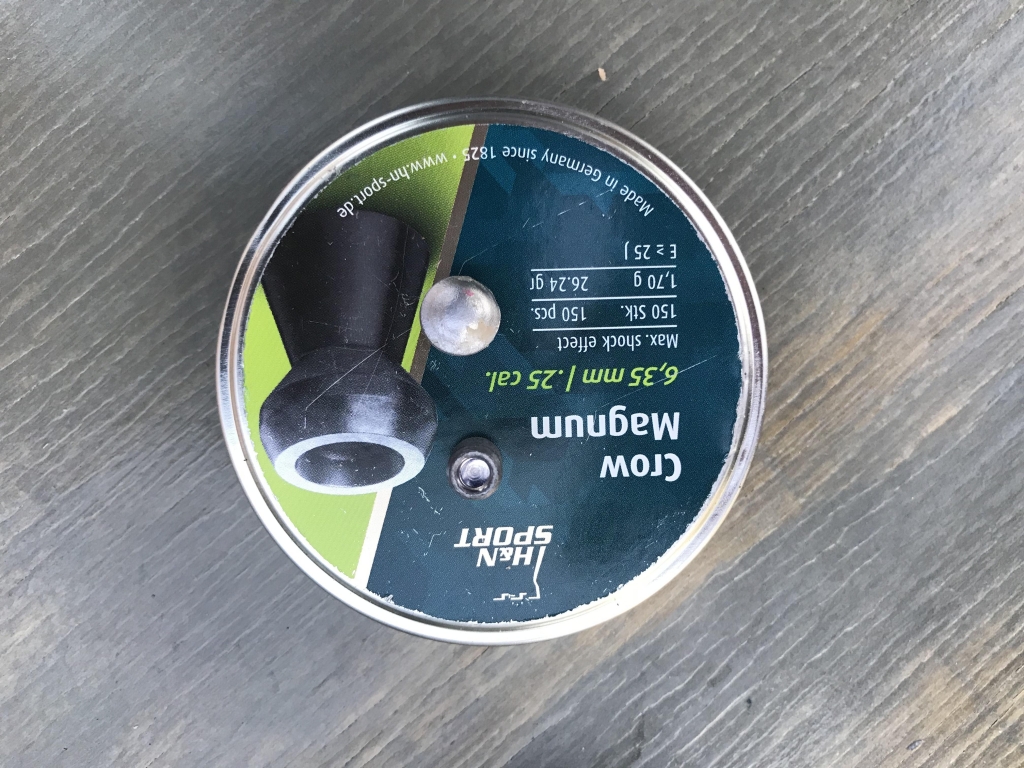 H&N
SPORT
Crow
Magnum
6,35 mm / .25 cal.
Max. shock effect
150 Stk. 150 pcs.
1,70 g 26.24 gr
E ≥ 25 J
Made in Germany since 1825 • www.hn-sport.de